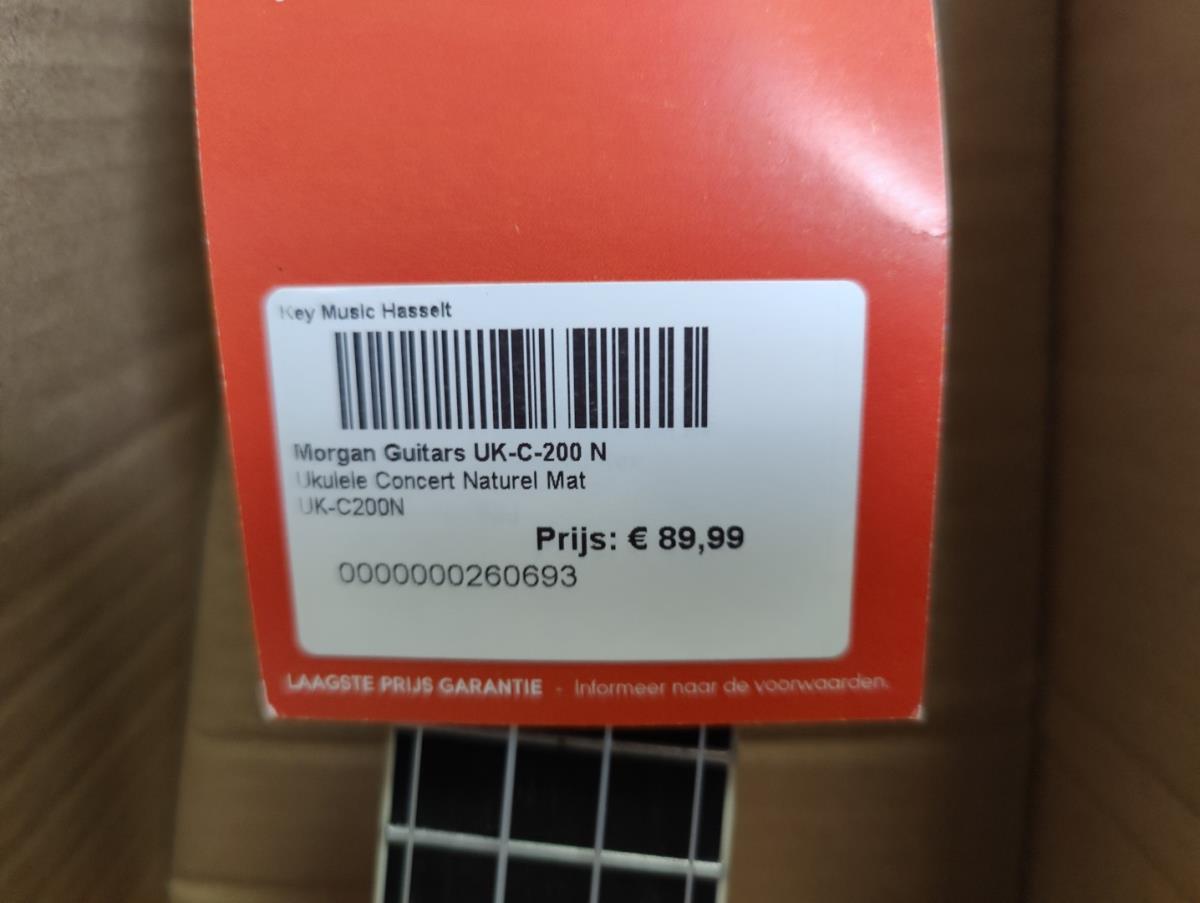 Key Music Hasselt
Morgan Guitars UK-C-200 N
Ukulele Concert Naturel Mat
UK-C200N
Prijs: € 89,99
0000000260693
LAAGSTE PRIJS GARANTIE - Informeer naar de voorwaarden.